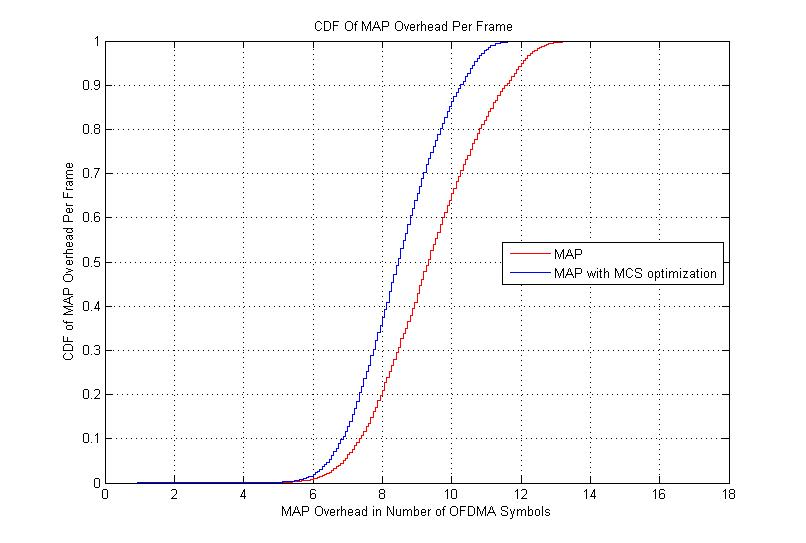 CDF Of MAP Overhead Per Frame
1
0.9
0.8
0.7
0.6
0.5
0.4
0.3
0.2
0.1
0
CDF of MAP Overhead Per Frame
MAP
MAP with MCS optimization
0 2 4 6 8 10 12 14 16 18
MAP Overhead in Number of OFDMA Symbols